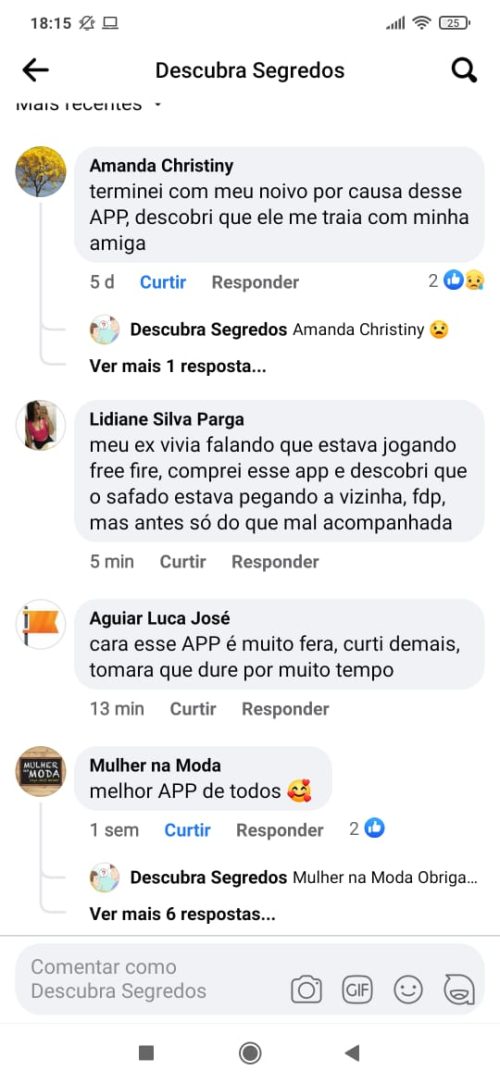 18:15
25
Descubra Segredos
Mais recentes
Amanda Christiny
terminei com meu noivo por causa desse
APP, descobri que ele me traia com minha
amiga
5 d Curtir Responder 2
Descubra Segredos Amanda Christiny 😧
Ver mais 1 resposta...
Lidiane Silva Parga
meu ex vivia falando que estava jogando
free fire, comprei esse app e descobri que
o safado estava pegando a vizinha, fdp,
mas antes só do que mal acompanhada
5 min Curtir Responder
Aguiar Luca José
cara esse APP é muito fera, curti demais,
tomara que dure por muito tempo
13 min Curtir Responder
MULHER
NA MODA
Mulher na Moda
melhor APP de todos 🥰
1 sem Curtir Responder 2
Descubra Segredos Mulher na Moda Obriga...
Ver mais 6 respostas...
Comentar como
Descubra Segredos
GIF